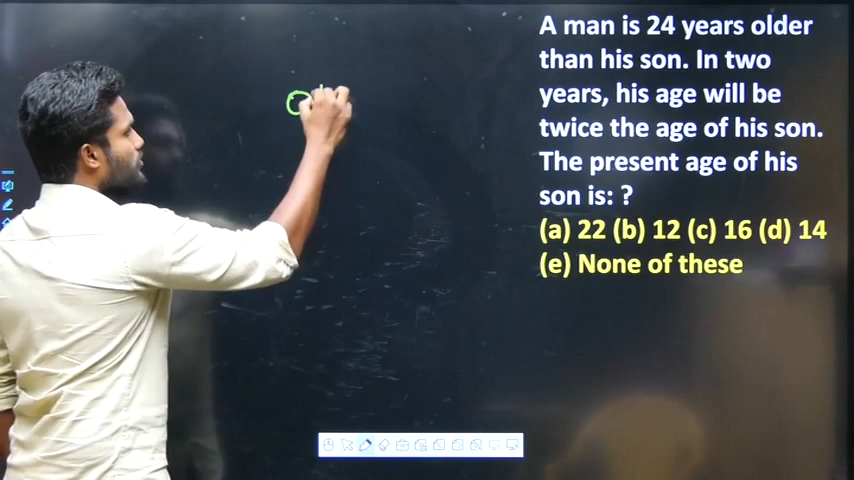 A man is 24 years older
than his son. In two
years, his age will be
twice the age of his son.
The present age of his
son is: ?
(a) 22 (b) 12 (c) 16 (d) 14
(e) None of these